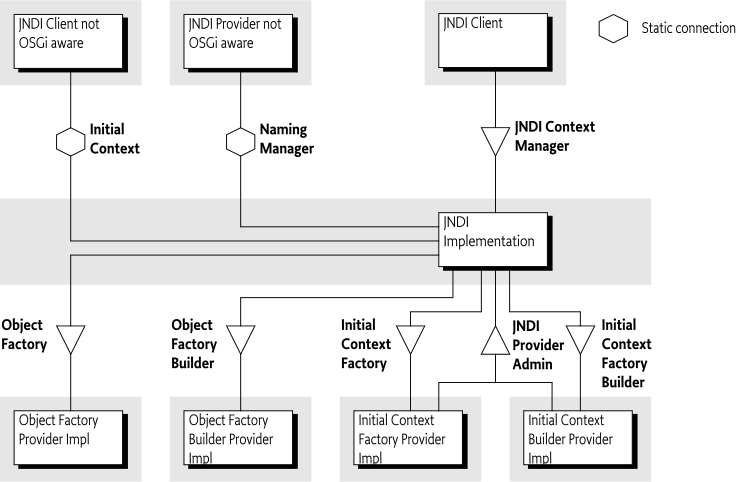 JNDI Client not
OSGi aware
JNDI Provider not
OSGi aware
JNDI Client
Static connection
Initial
Context
Naming
Manager
JNDI Context
Manager
JNDI
Implementation
Object
Factory
Object
Factory
Builder
Initial
Context
Factory
JNDI
Provider
Admin
Initial
Context
Factory
Builder
Object Factory
Provider Impl
Object Factory
Builder Provider
Impl
Initial Context
Factory Provider
Impl
Initial Context
Builder Provider
Impl